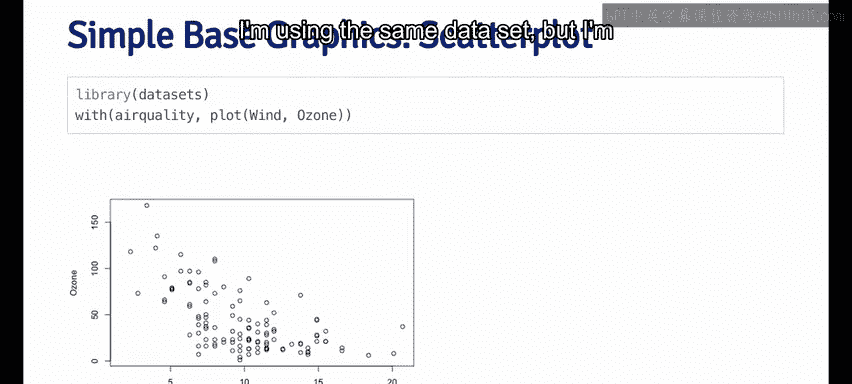 Simple Base Graphics: Scatterplot
I'm using the same data set, but I'm
library(datasets)
with(airquality, plot(Wind, Ozone))
150
100
50
0
Ozone
5
10
15
20